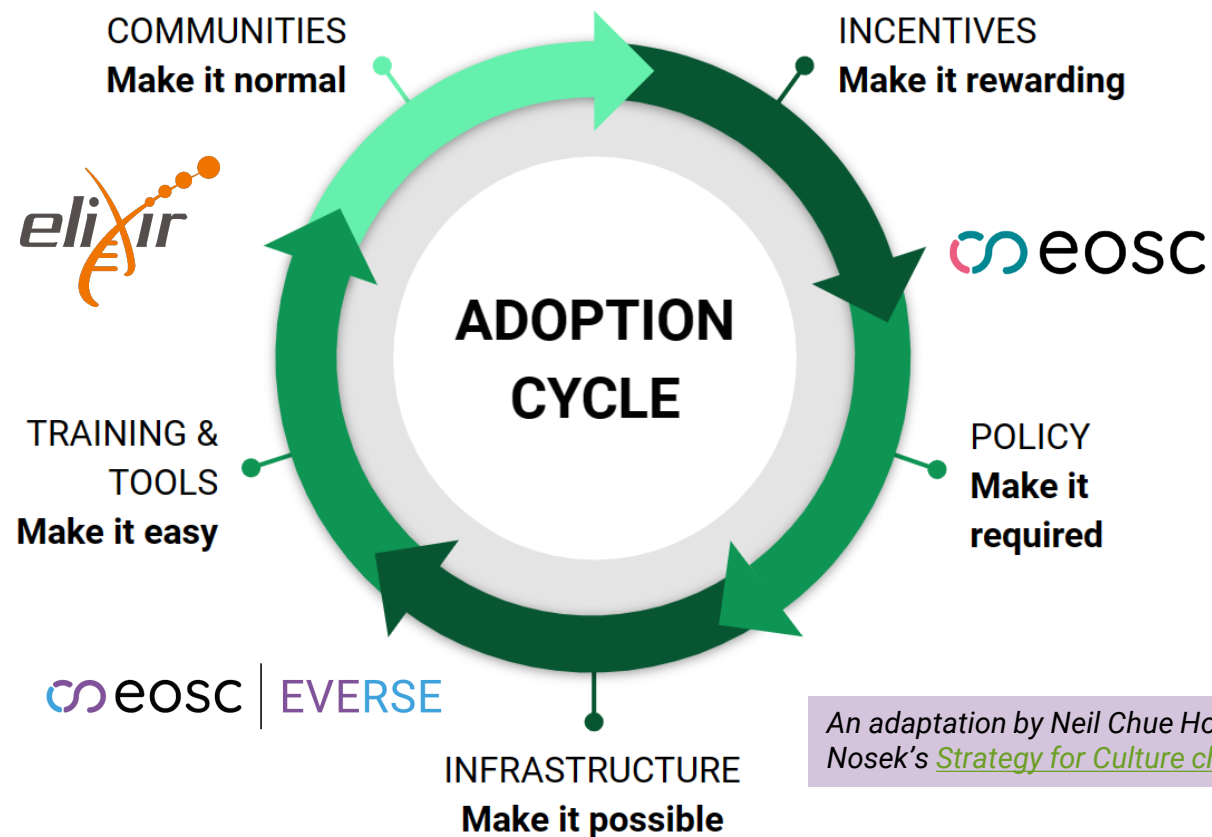 COMMUNITIES
Make it normal
INCENTIVES
Make it rewarding
elixir
eosc
ADOPTION
CYCLE
TRAINING &
TOOLS
Make it easy
POLICY
Make it
required
eosc | EVERSE
INFRASTRUCTURE
Make it possible
An adaptation by Neil Chue Ho
Nosek’s Strategy for Culture ch